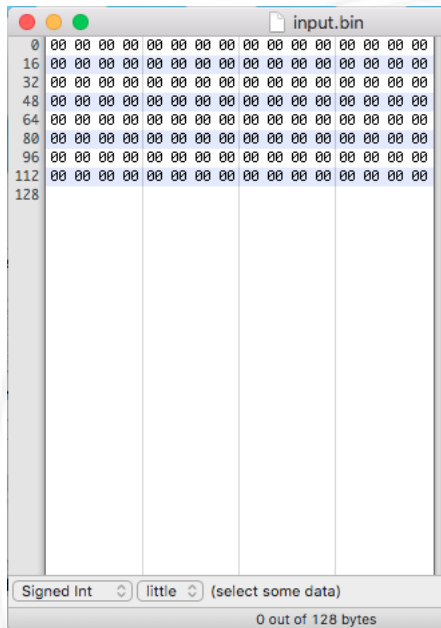 input.bin
0 00 00 00 00 00 00 00 00 00 00 00 00 00 00 00 00
16 00 00 00 00 00 00 00 00 00 00 00 00 00 00 00 00
32 00 00 00 00 00 00 00 00 00 00 00 00 00 00 00 00
48 00 00 00 00 00 00 00 00 00 00 00 00 00 00 00 00
64 00 00 00 00 00 00 00 00 00 00 00 00 00 00 00 00
80 00 00 00 00 00 00 00 00 00 00 00 00 00 00 00 00
96 00 00 00 00 00 00 00 00 00 00 00 00 00 00 00 00
112 00 00 00 00 00 00 00 00 00 00 00 00 00 00 00 00
128
Signed Int little (select some data)
0 out of 128 bytes